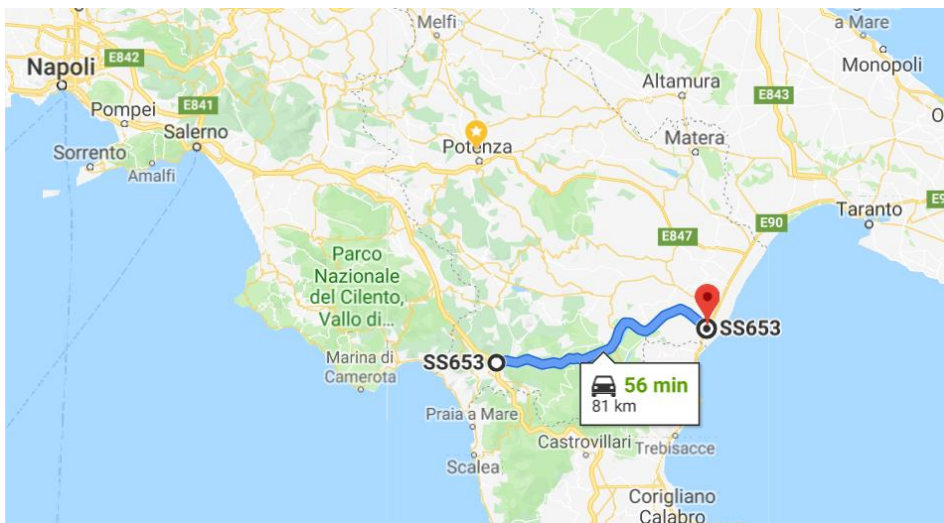 Melfi
a Mare
E842
Napoli
Monopoli
Altamura
E843
Pompei
E841
O
Salerno
Matera
Potenza
Sorrento
Amalfi
E9
Taranto
E90
E847
Parco
Nazionale
del Cilento,
Vallo di...
SS653
Marina di
Camerota
SS653
56 min
81 km
Praia a Mare
Castrovillari
Trebisacce
Scalea
Corigliano
Calabro